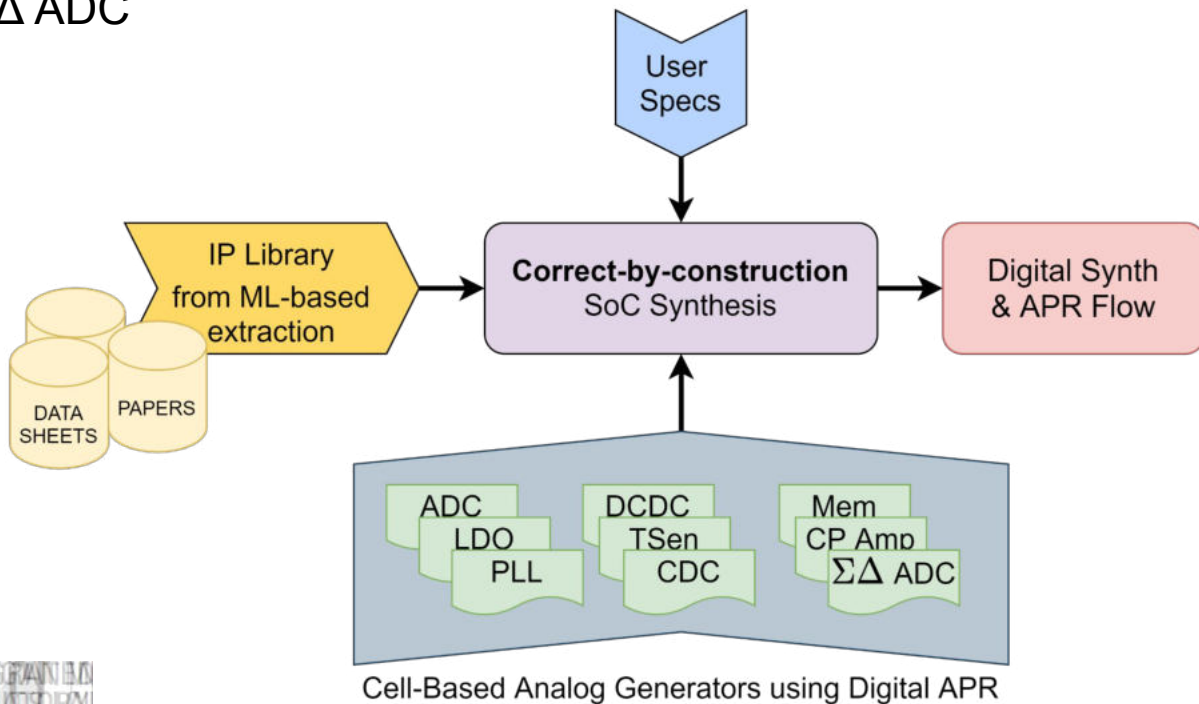 Δ ADC
User
Specs
IP Library
from ML-based
extraction
Correct-by-construction
SoC Synthesis
Digital Synth
& APR Flow
DATA
SHEETS
PAPERS
ADC
LDO
PLL
DCDC
TSen
CDC
Mem
CP Amp
ΣΔ ADC
Cell-Based Analog Generators using Digital APR